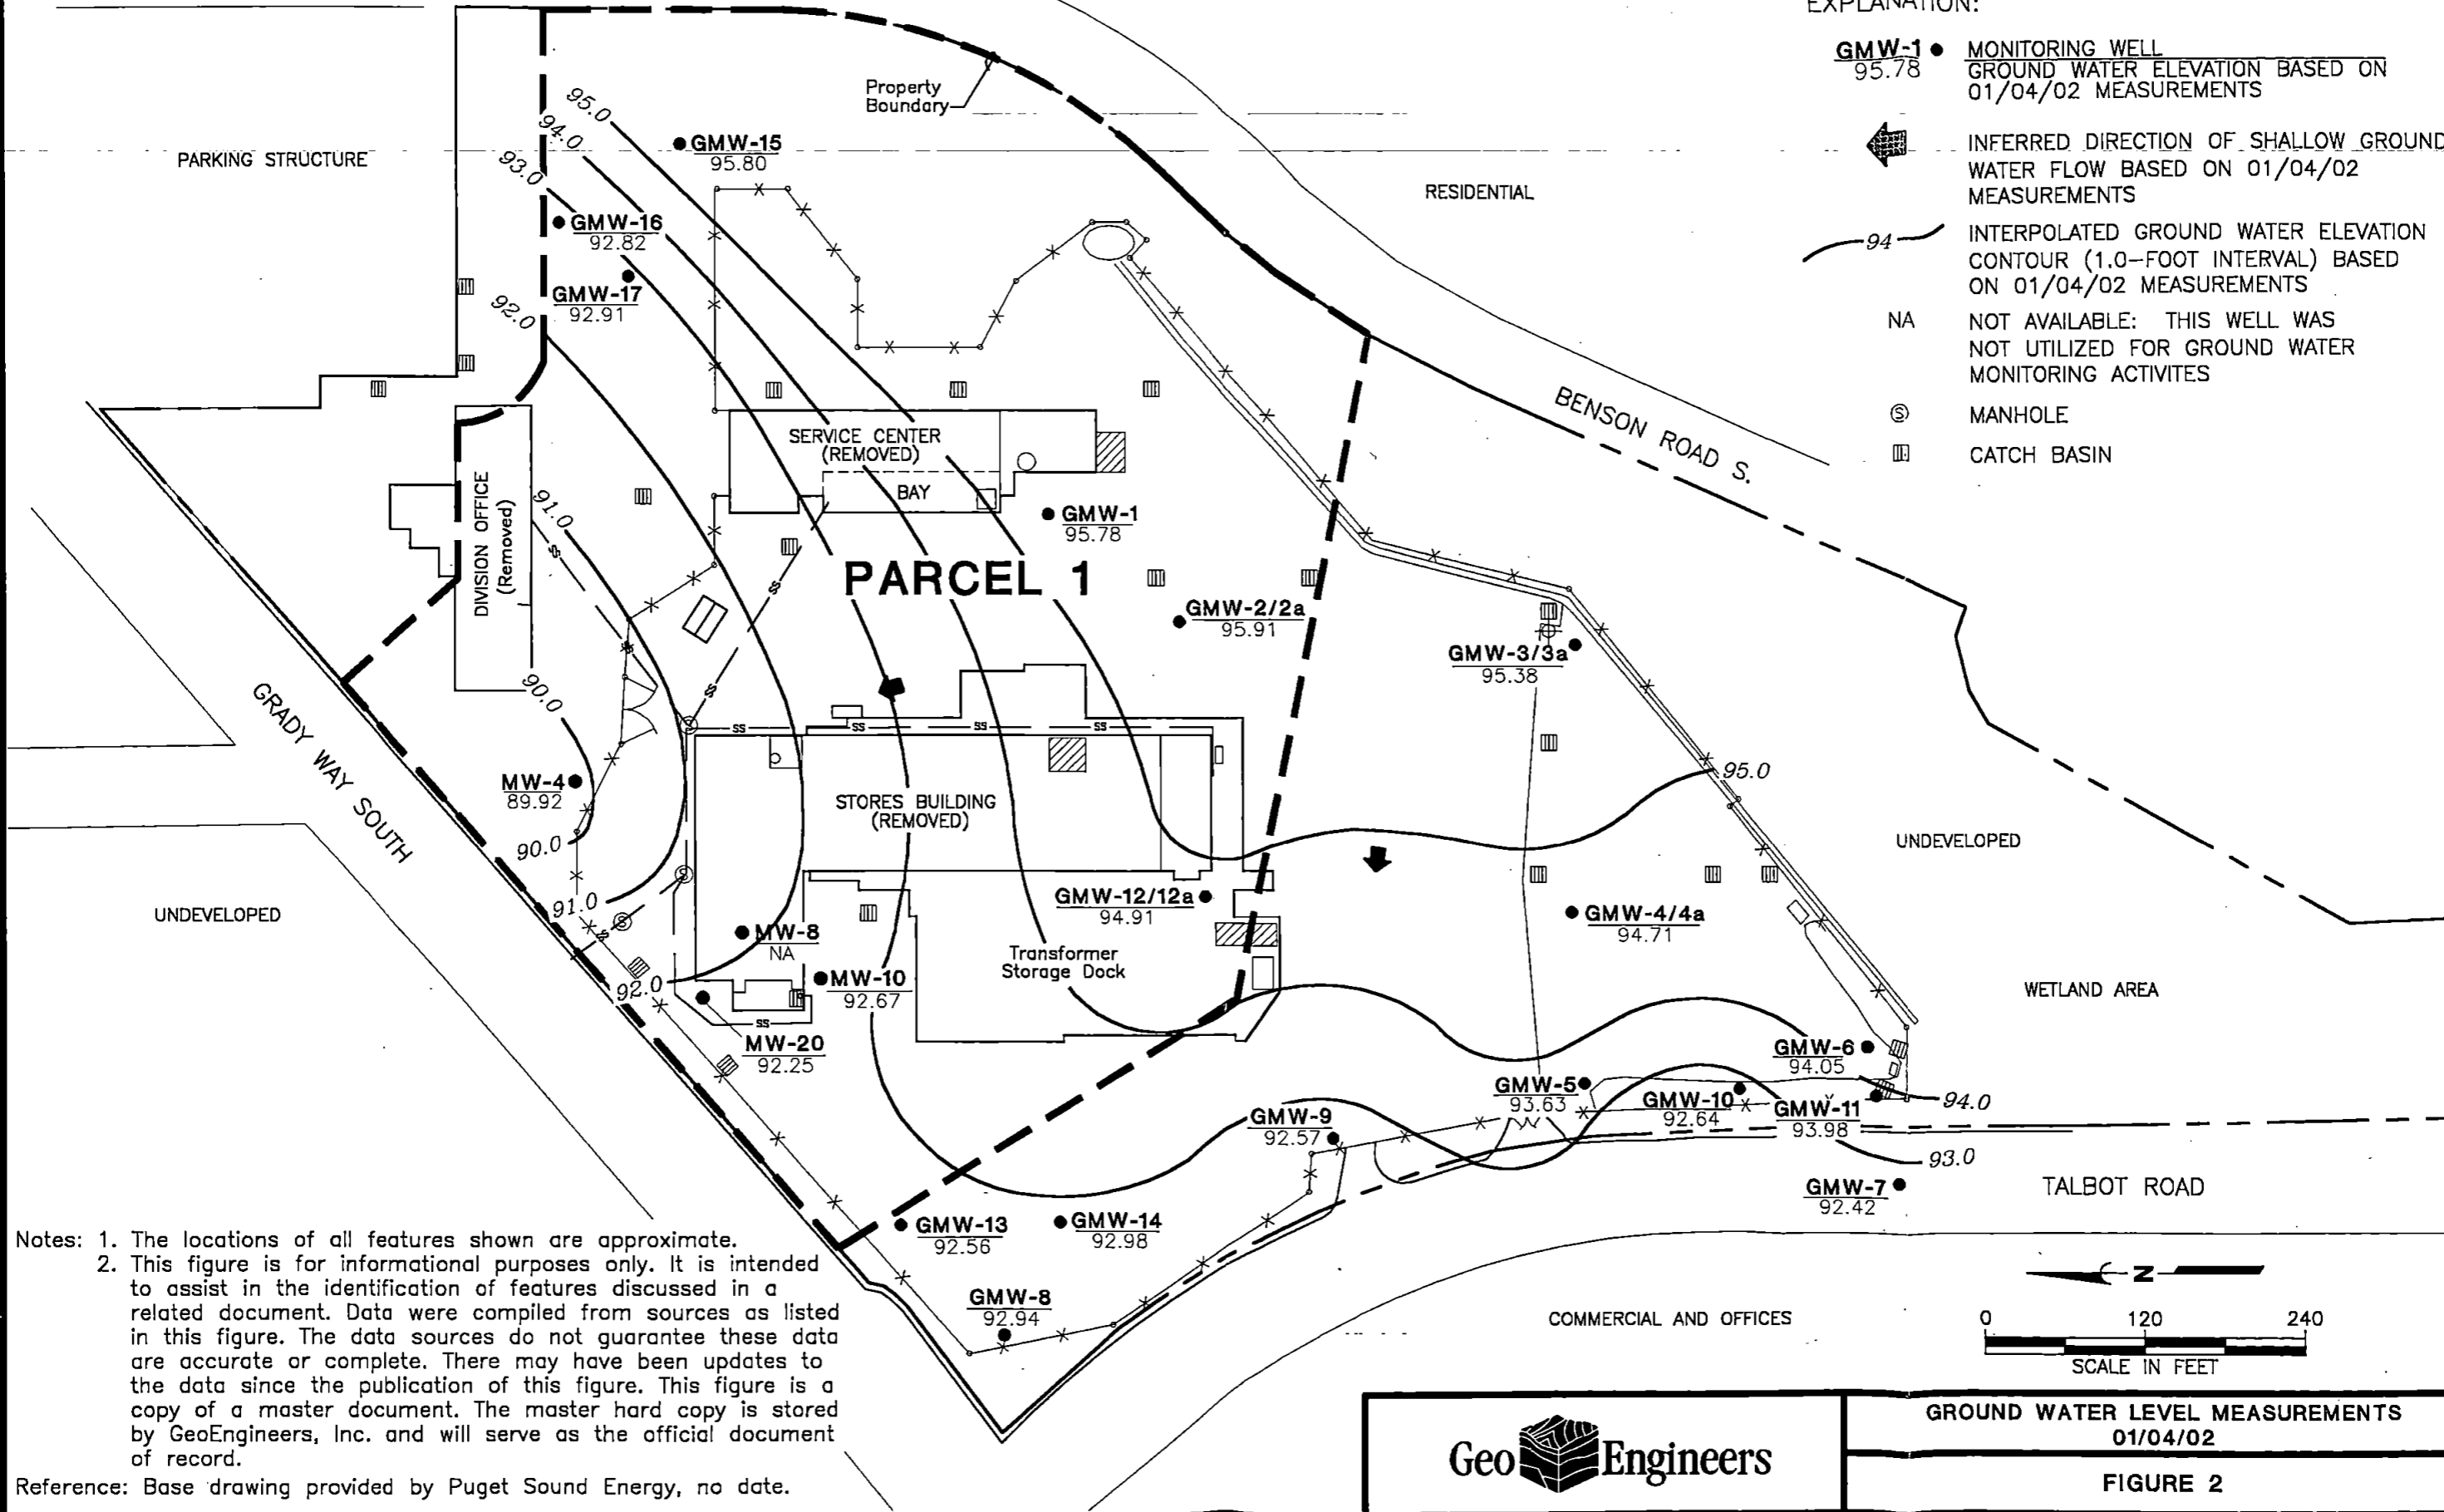 EXPLANATION:
GMW-1 MONITORING WELL
95.78 GROUND WATER ELEVATION BASED ON
01/04/02 MEASUREMENTS
INFERRED DIRECTION OF SHALLOW GROUND
WATER FLOW BASED ON 01/04/02
MEASUREMENTS
94 INTERPOLATED GROUND WATER ELEVATION
CONTOUR (1.0-FOOT INTERVAL) BASED
ON 01/04/02 MEASUREMENTS
NA NOT AVAILABLE: THIS WELL WAS
NOT UTILIZED FOR GROUND WATER
MONITORING ACTIVITES
S MANHOLE
CATCH BASIN
Property
Boundary
95.0
94.0
93.0
92.0
PARKING STRUCTURE
GMW-15
95.80
RESIDENTIAL
GMW-16
92.82
GMW-17
92.91
BENSON ROAD S.
SERVICE CENTER
(REMOVED)
BAY
DIVISION OFFICE
(Removed)
91.0
90.0
GMW-1
95.78
PARCEL 1
GMW-2/2a
95.91
GMW-3/3a
95.38
GRADY WAY SOUTH
SS
SS
SS
SS
SS
SS
SS
S
MW-4
89.92
STORES BUILDING
(REMOVED)
95.0
UNDEVELOPED
90.0
S
91.0
S
SS
UNDEVELOPED
GMW-12/12a
94.91
GMW-4/4a
94.71
MW-8
NA
Transformer
Storage Dock
92.0
MW-10
92.67
WETLAND AREA
SS
MW-20
92.25
GMW-6
94.05
GMW-5
93.63
GMW-10
92.64
GMW-11
93.98
94.0
GMW-9
92.57
93.0
GMW-7
92.42
TALBOT ROAD
GMW-13
92.56
GMW-14
92.98
GMW-8
92.94
COMMERCIAL AND OFFICES
N
0 120 240
SCALE IN FEET
Notes: 1. The locations of all features shown are approximate.
2. This figure is for informational purposes only. It is intended
to assist in the identification of features discussed in a
related document. Data were compiled from sources as listed
in this figure. The data sources do not guarantee these data
are accurate or complete. There may have been updates to
the data since the publication of this figure. This figure is a
copy of a master document. The master hard copy is stored
by GeoEngineers, Inc. and will serve as the official document
of record.
Reference: Base drawing provided by Puget Sound Energy, no date.
Geo Engineers
GROUND WATER LEVEL MEASUREMENTS
01/04/02
FIGURE 2